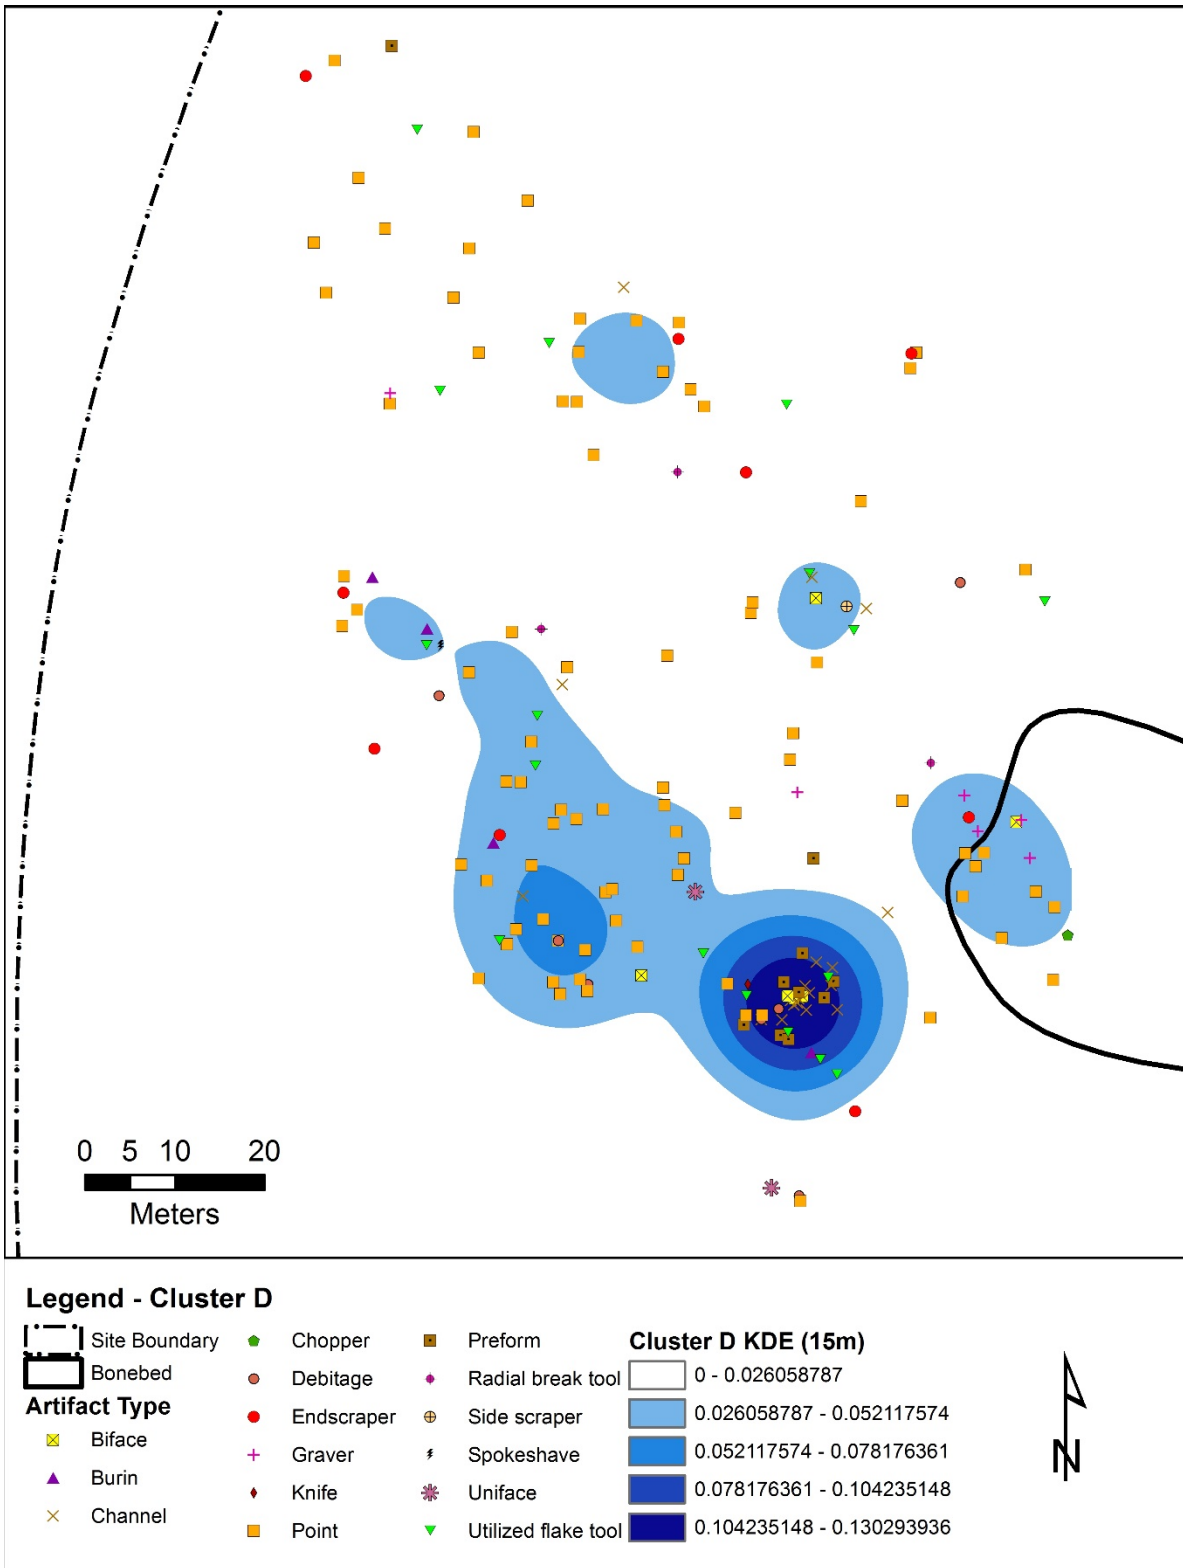 0 5 10 20
Meters
Legend - Cluster D
Site Boundary
Bonebed
Artifact Type
Biface
Burin
Channel
Chopper
Debitage
Endscraper
Graver
Knife
Point
Preform
Radial break tool
Side scraper
Spokeshave
Uniface
Utilized flake tool
Cluster D KDE (15m)
0 - 0.026058787
0.026058787 - 0.052117574
0.052117574 - 0.078176361
0.078176361 - 0.104235148
0.104235148 - 0.130293936
N